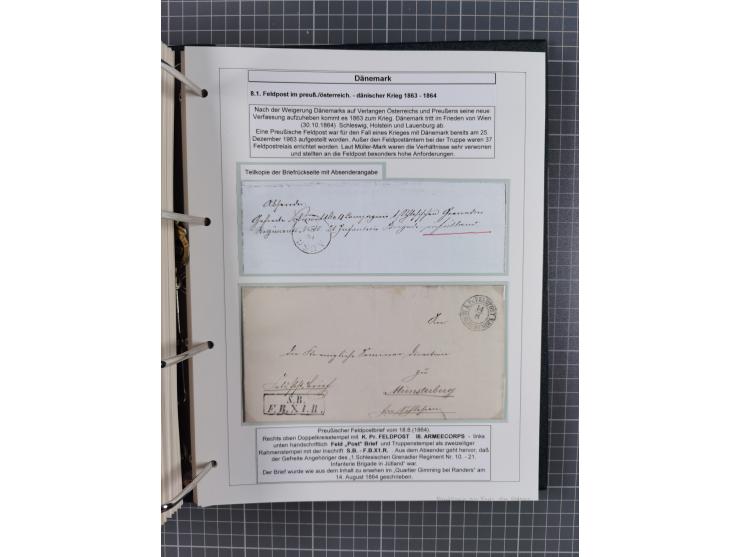 Dänemark
8.1. Feldpost im preuß./österreich. - dänischer Krieg 1863 - 1864
Nach der Weigerung Dänemarks auf Verlangen Österreichs und Preußens seine neue
Verfassung aufzuheben kommt es 1863 zum Krieg. Dänemark tritt im Frieden von Wien
(30.10.1864) Schleswig, Holstein und Lauenburg ab.
Eine Preußische Feldpost war für den Fall eines Krieges mit Dänemark bereits am 25.
Dezember 1963 aufgestellt worden. Außer den Feldpostämtern bei der Truppe waren 37
Feldpostrelais errichtet worden. Laut Müller-Mark waren die Verhältnisse sehr verworren
und stellten an die Feldpost besonders hohe Anforderungen.
Teilkopie der Briefrückseite mit Absenderangabe
Absender
An
zu
Münsterberg
S.B.
F.B.X1.R.
Preußischer Feldpostbrief vom 18.8.(1864).
Rechts oben Doppelkreisstempel mit K. Pr. FELDPOST III. ARMEECORPS - links
unten handschriftlich Feld „Post" Brief und Truppenstempel als zweizeiliger
Rahmenstempel mit der Inschrift S.B. - F.B.X1.R. . Aus dem Absender geht hervor, daß
der Gefreite Angehöriger des „1.Schlesischen Grenadier Regiment Nr. 10. - 21.
Infanterie Brigade in Jütland" war.
Der Brief wurde wie aus dem Inhalt zu ersehen im „Quartier Gimming bei Randers" am
14. August 1864 geschrieben.